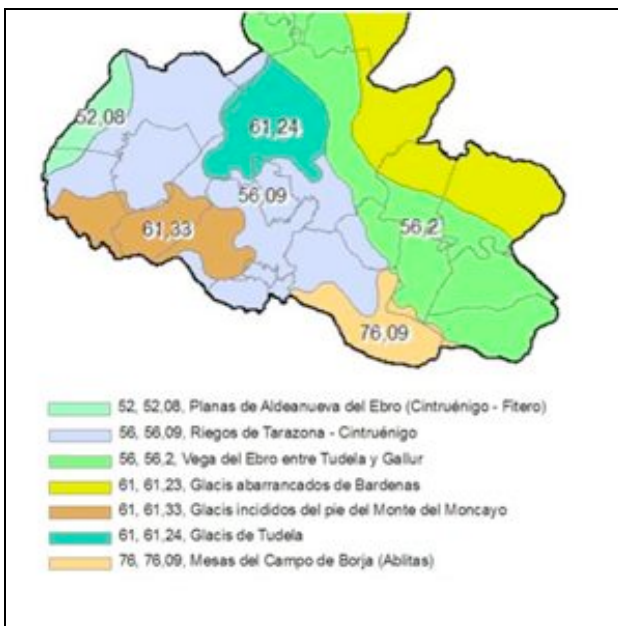 52,08
61,24
56,09
61,33
56,2
76,09
52, 52,08, Planas de Aldeanueva del Ebro (Cintruénigo - Fitero)
56, 56,09, Riegos de Tarazona - Cintruénigo
56, 56,2, Vega del Ebro entre Tudela y Gallur
61, 61,23, Glacis abarrancados de Bardenas
61, 61,33, Glacis incididos del pie del Monte del Moncayo
61, 61,24, Glacis de Tudela
76, 76,09, Mesas del Campo de Borja (Ablitas)